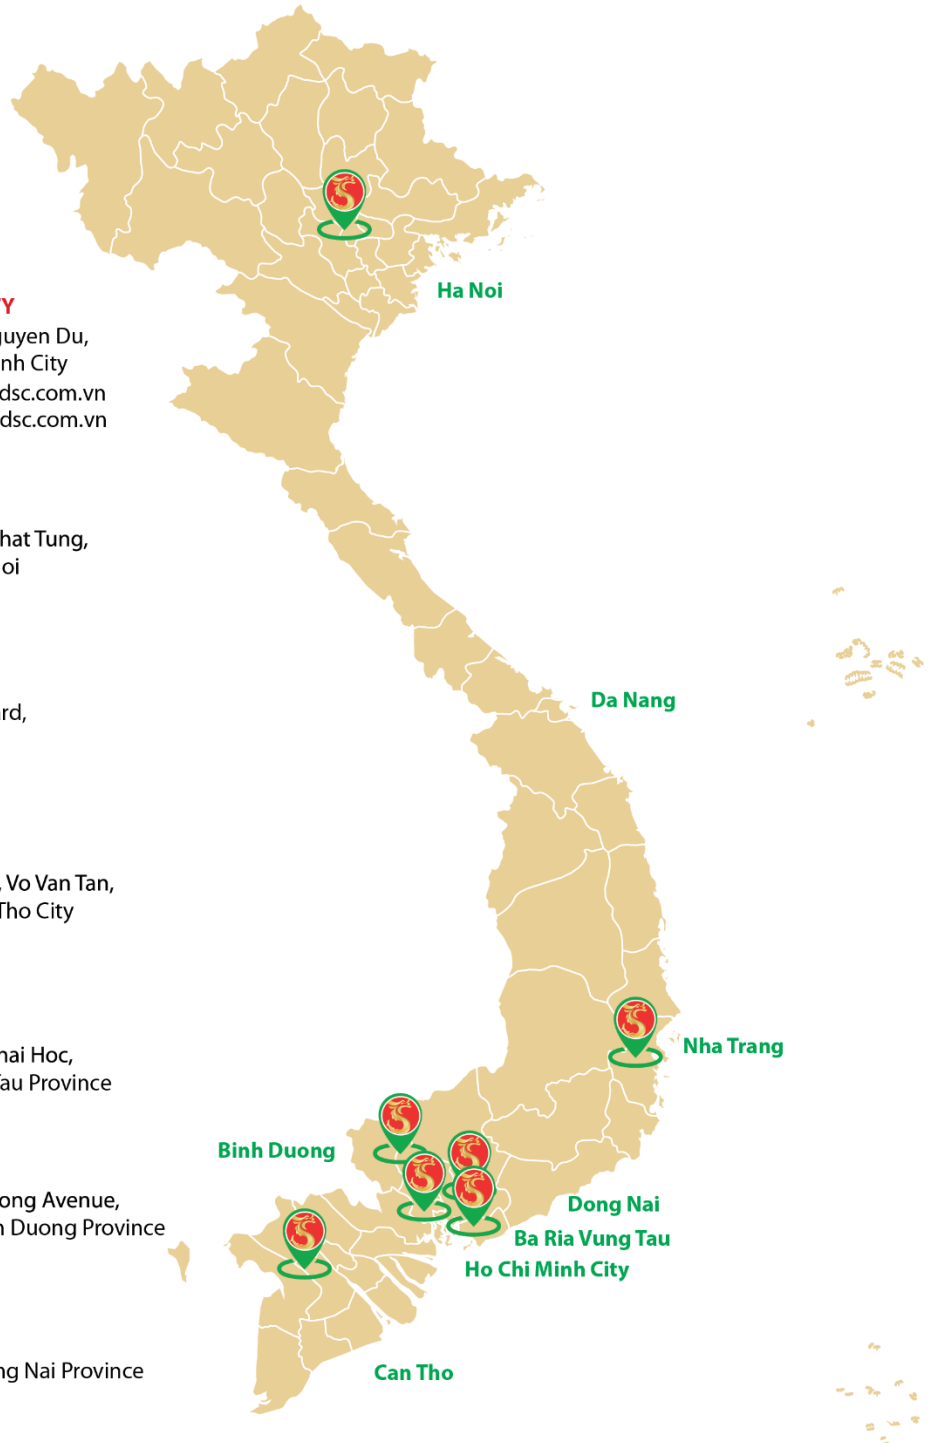 Y
guyen Du,
nh City
dsc.com.vn
dsc.com.vn
hat Tung,
oi
rd,
, Vo Van Tan,
Tho City
hai Hoc,
Tau Province
ong Avenue,
n Duong Province
ng Nai Province
Ha Noi
Da Nang
Nha Trang
Binh Duong
Dong Nai
Ba Ria Vung Tau
Ho Chi Minh City
Can Tho